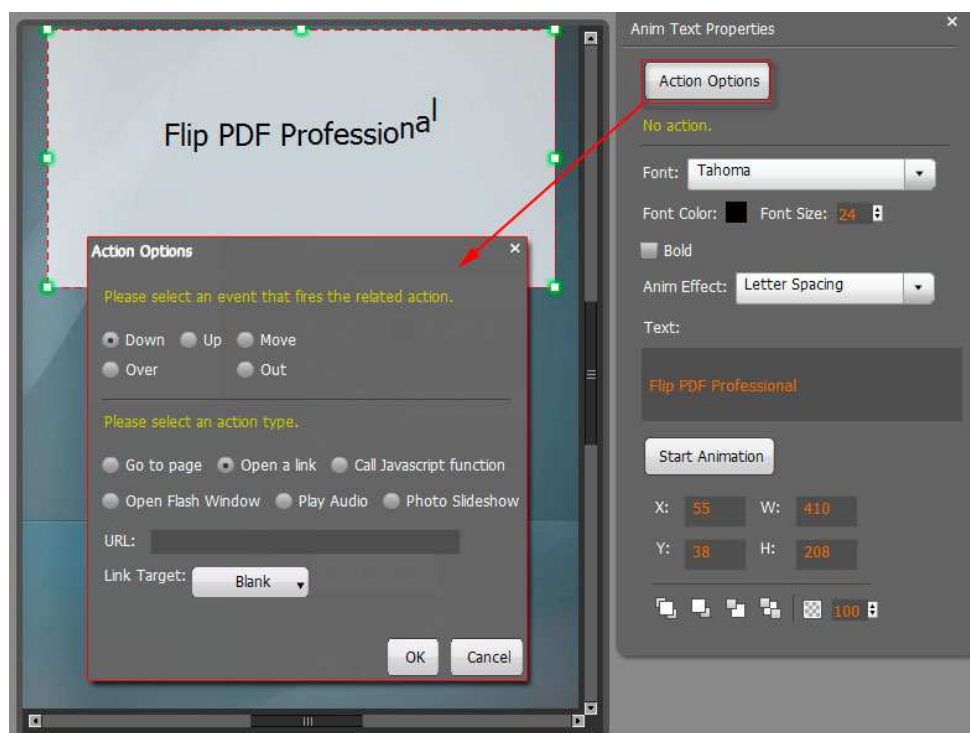 Flip PDF Professional
Action Options
Please select an event that fires the related action.
Down Up Move
Over Out
Please select an action type.
Go to page Open a link Call Javascript function
Open Flash Window Play Audio Photo Slideshow
URL:
Link Target: Blank
OK Cancel
Anim Text Properties
Action Options
No action.
Font: Tahoma
Font Color: Font Size: 24
Bold
Anim Effect: Letter Spacing
Text:
Flip PDF Professional
Start Animation
X: 55 W: 410
Y: 38 H: 208
100